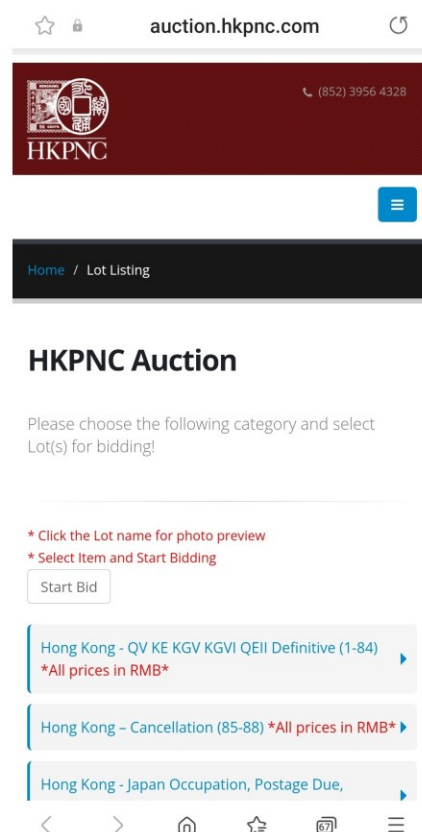 auction.hkpnc.com
(852) 3956 4328
HKPNC
Home / Lot Listing
HKPNC Auction
Please choose the following category and select
Lot(s) for bidding!
* Click the Lot name for photo preview
* Select Item and Start Bidding
Start Bid
Hong Kong - QV KE KGV KGVI QEII Definitive (1-84)
*All prices in RMB*
Hong Kong – Cancellation (85-88) *All prices in RMB*
Hong Kong - Japan Occupation, Postage Due,
67